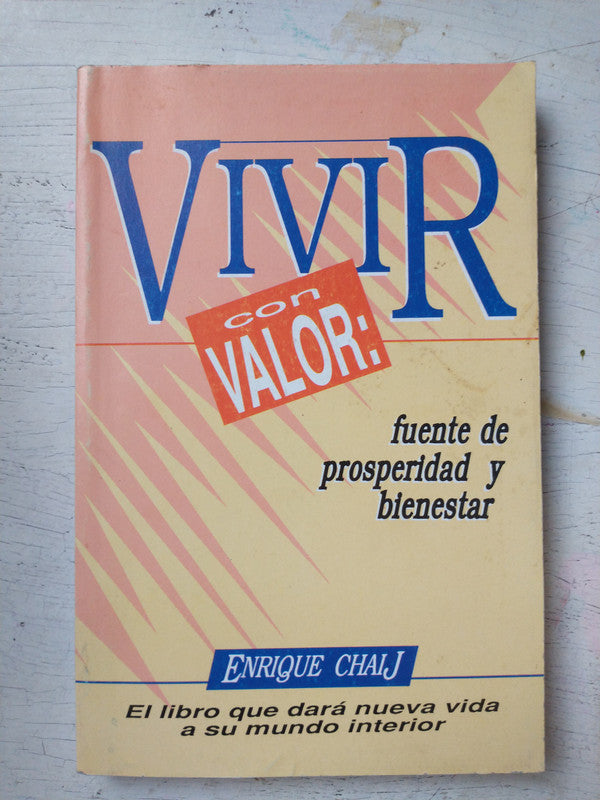 VIVIR
con
VALOR:
fuente de
prosperidad y
bienestar
ENRIQUE CHAIJ
El libro que dará nueva vida
a su mundo interior